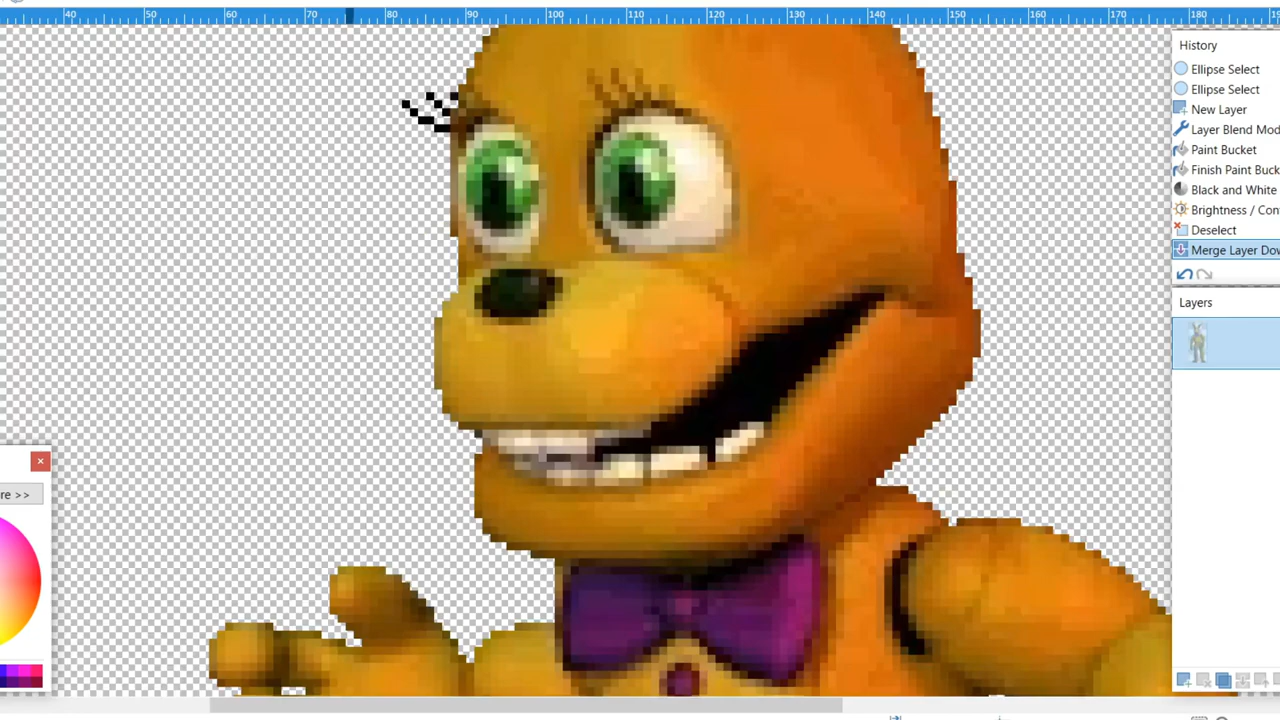 40 50 60 70 80 90 100 110 120 130 140 150 160 170 180 19
History
Ellipse Select
Ellipse Select
New Layer
Layer Blend Mod
Paint Bucket
Finish Paint Buck
Black and White
Brightness / Con
Deselect
Merge Layer Dow
Layers
re >>